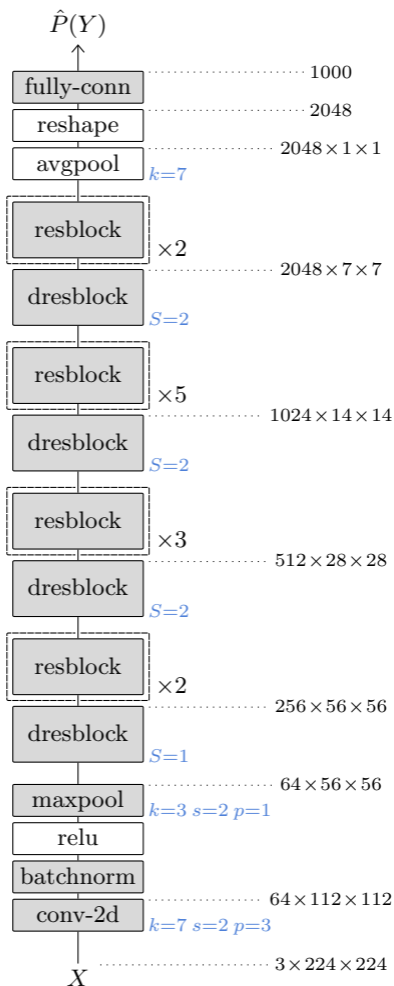 P̂(Y)
fully-conn
1000
reshape
2048
avgpool
2048×1×1
k=7
resblock
×2
2048×7×7
dresblock
S=2
resblock
×5
1024×14×14
dresblock
S=2
resblock
×3
512×28×28
dresblock
S=2
resblock
×2
256×56×56
dresblock
S=1
64×56×56
maxpool
k=3 s=2 p=1
relu
batchnorm
64×112×112
conv-2d
k=7 s=2 p=3
X
3×224×224